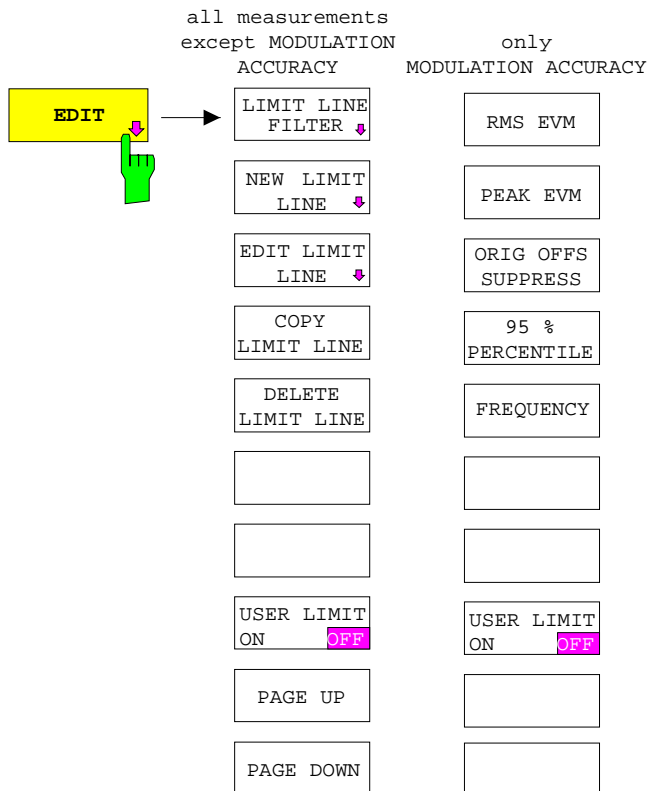 all measurements
except MODULATION
ACCURACY
only
MODULATION ACCURACY
EDIT
LIMIT LINE
FILTER
NEW LIMIT
LINE
EDIT LIMIT
LINE
COPY
LIMIT LINE
DELETE
LIMIT LINE
USER LIMIT
ON OFF
PAGE UP
PAGE DOWN
RMS EVM
PEAK EVM
ORIG OFFS
SUPPRESS
95 %
PERCENTILE
FREQUENCY
USER LIMIT
ON OFF